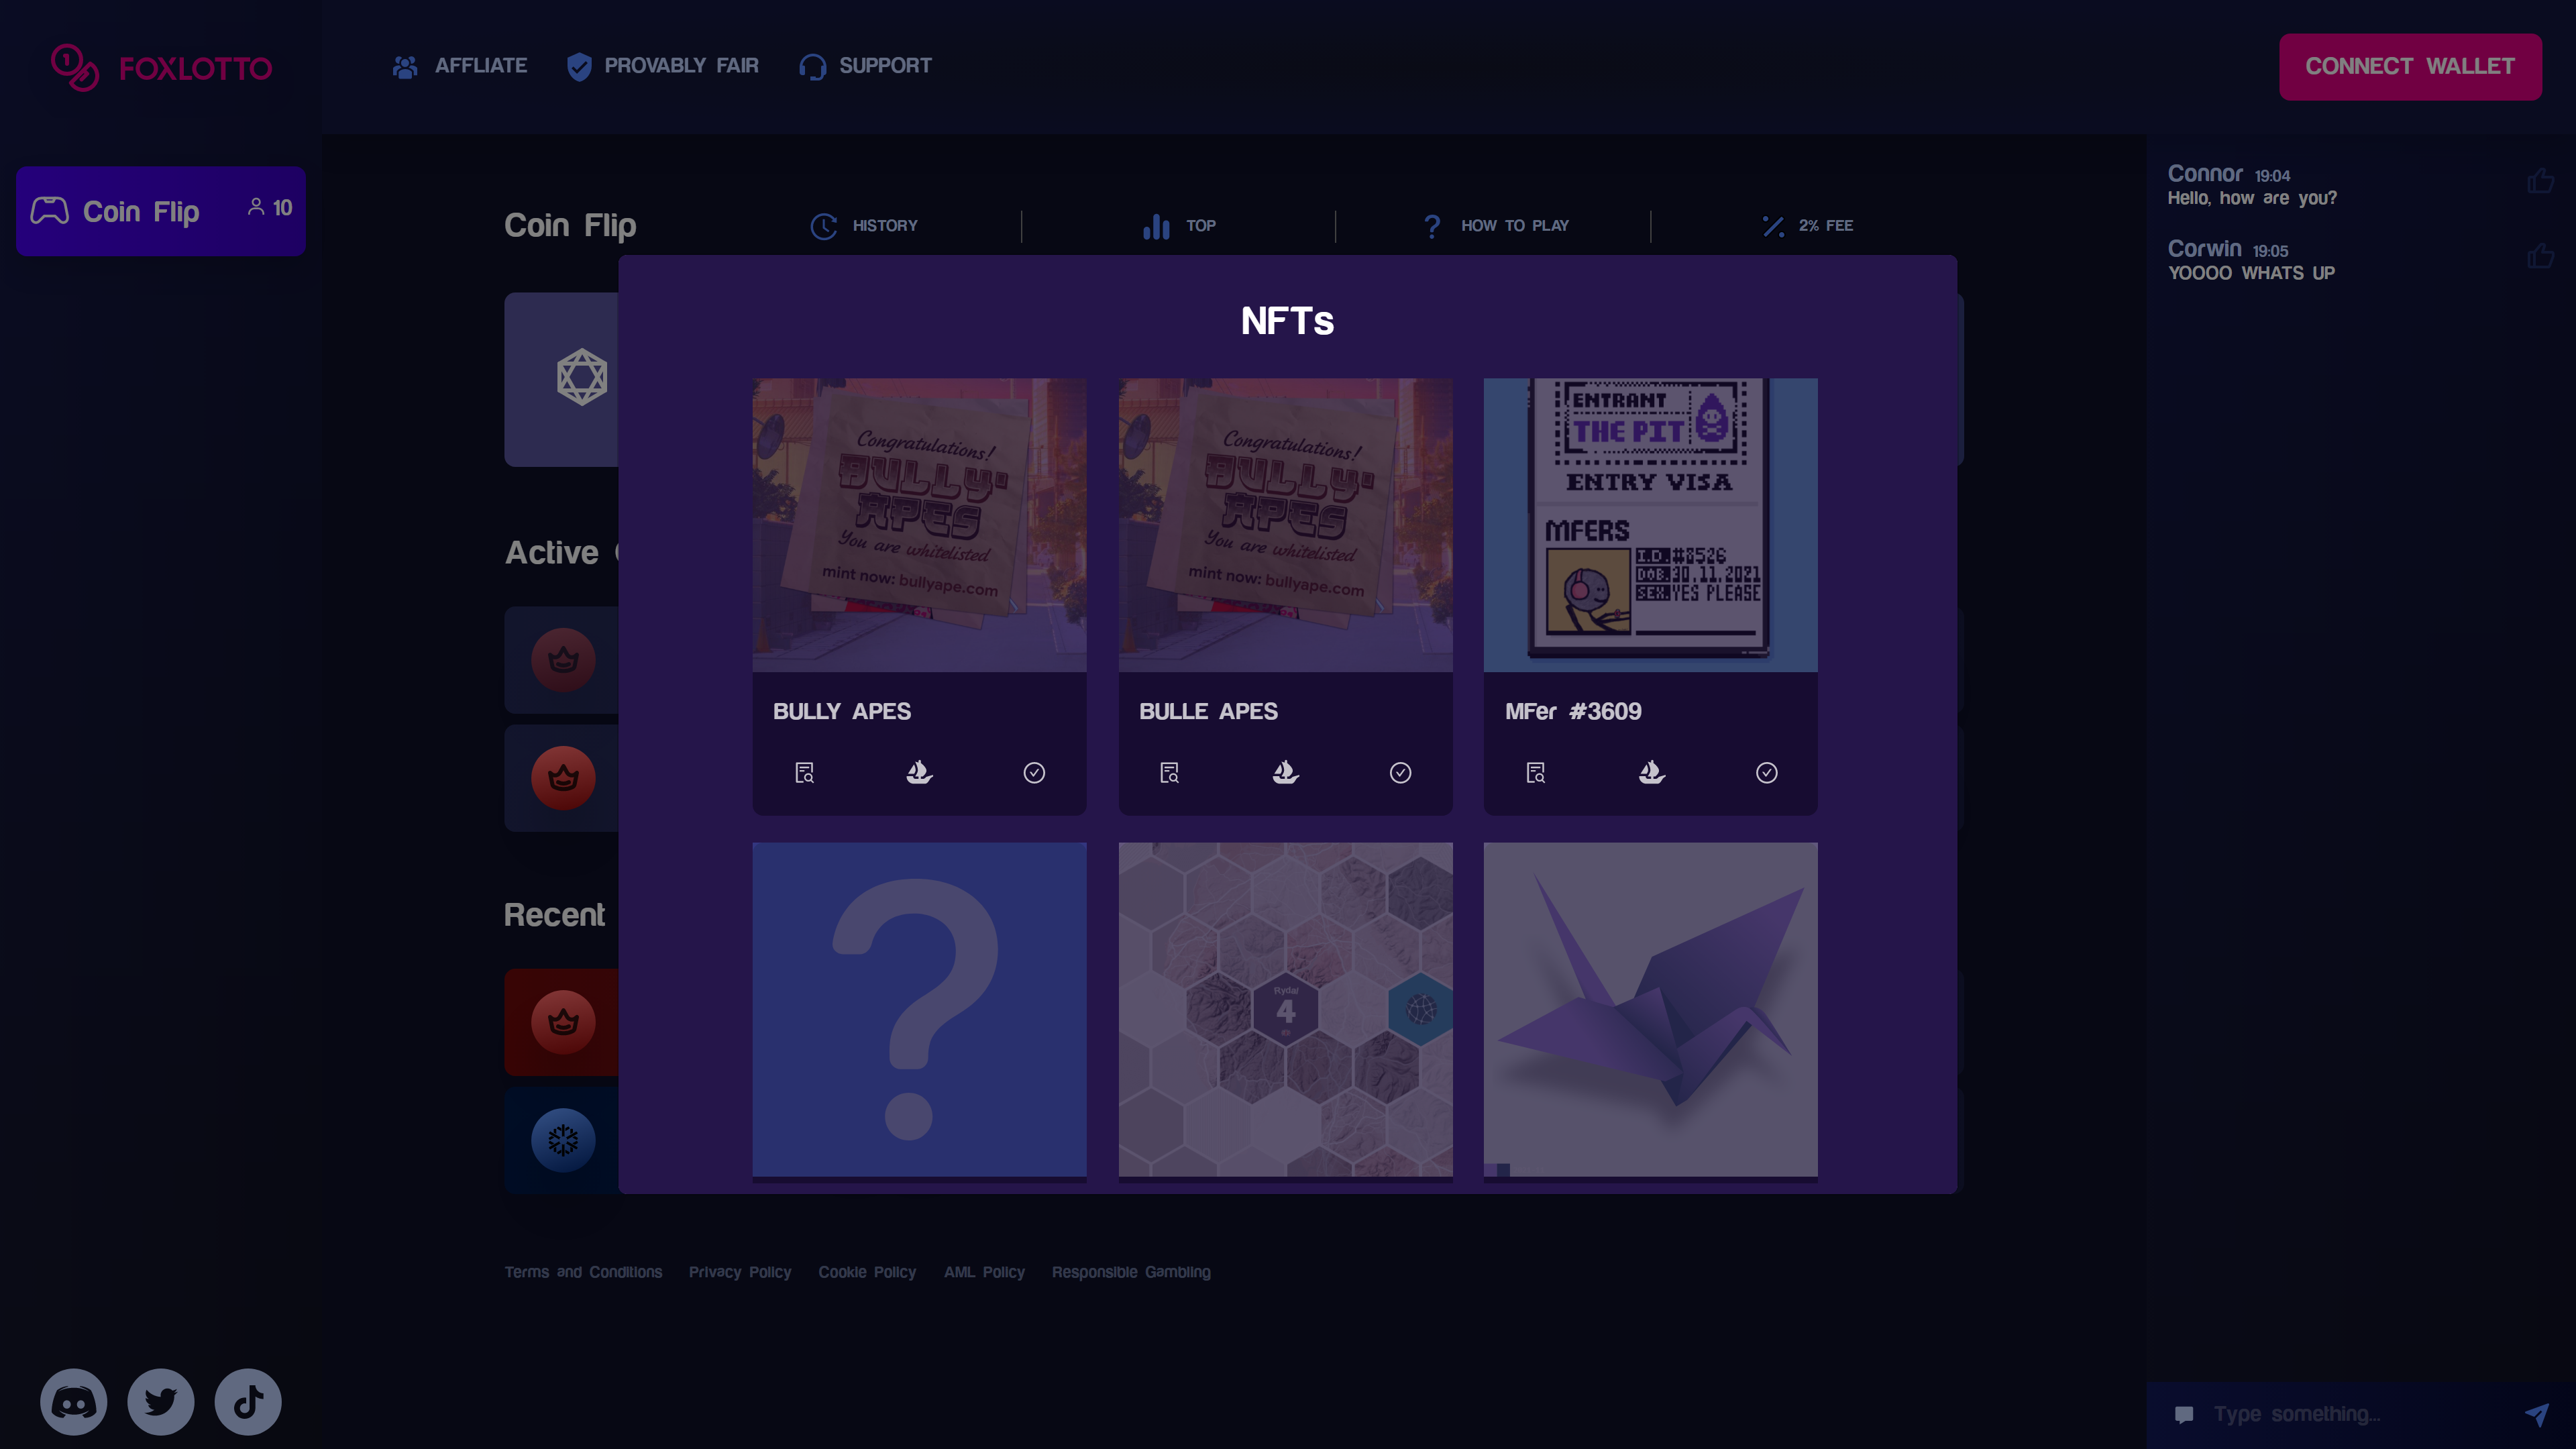 FOXLOTTO
AFFLIATE
PROVABLY FAIR
SUPPORT
CONNECT WALLET
Coin Flip
10
Coin Flip
HISTORY
TOP
HOW TO PLAY
2% FEE
Connor 19:04
Hello, how are you?
Corwin 19:05
YOOOO WHATS UP
NFTs
Congratulations!
BULLY
APES
You are whitelisted
mint now: bullyape.com
Congratulations!
BULLY
APES
You are whitelisted
mint now: bullyape.com
ENTRANT
THE PIT
ENTRY VISA
MFERS
I.D. #8526
DOB. 30.11.2021
SEX. YES PLEASE
Active
BULLY APES
BULLE APES
MFer #3609
Recent
Rydal
4
Terms and Conditions
Privacy Policy
Cookie Policy
AML Policy
Responsible Gambling
Type something...